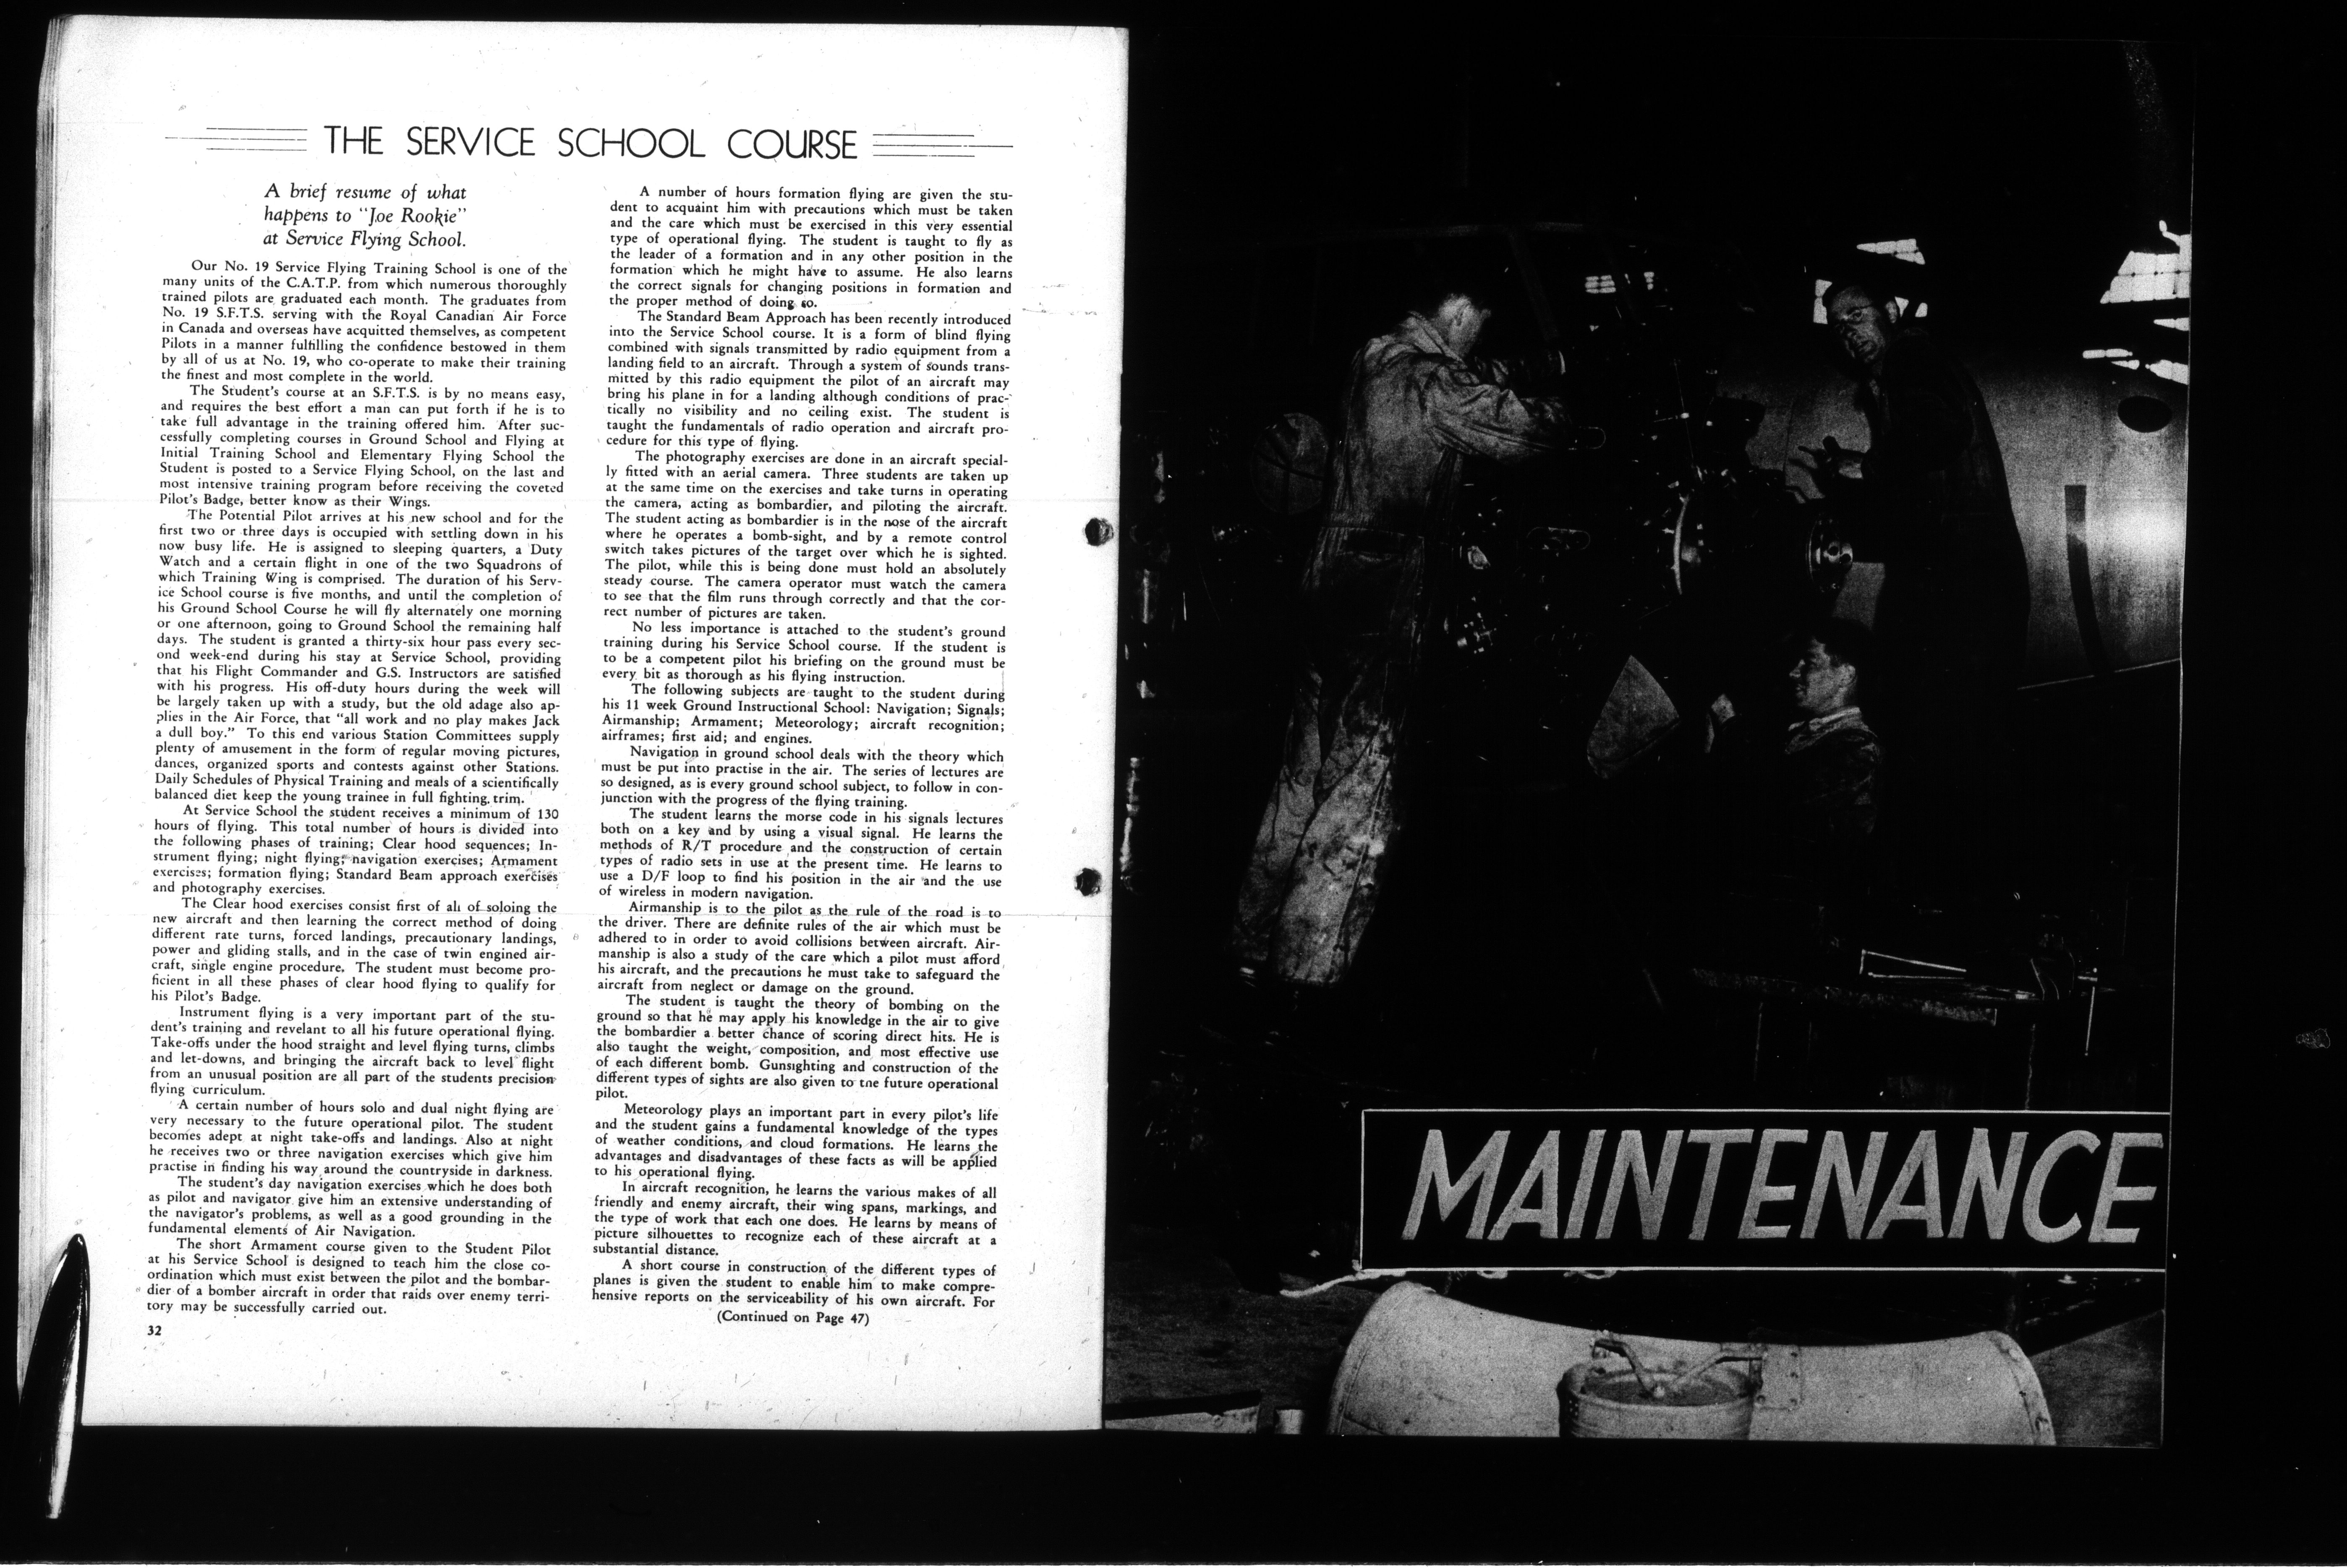 THE SERVICE SCHOOL COURSE
A brief resume of what
happens to "Joe Rookie"
at Service Flying School.
Our No. 19 Service Flying Training School is one of the
many units of the C.A.T.P. from which numerous thoroughly
trained pilots are graduated each month. The graduates from
No. 19 S.F.T.S. serving with the Royal Canadian Air Force
in Canada and overseas have acquitted themselves, as competent
Pilots in a manner fulfilling the confidence bestowed in them
by all of us at No. 19, who co-operate to make their training
the finest and most complete in the world.
The Student's course at an S.F.T.S. is by no means easy,
and requires the best effort a man can put forth if he is to
take full advantage in the training offered him. After suc-
cessfully completing courses in Ground School and Flying at
Initial Training School and Elementary Flying School the
Student is posted to a Service Flying School, on the last and
most intensive training program before receiving the coveted
Pilot's Badge, better know as their Wings.
The Potential Pilot arrives at his new school and for the
first two or three days is occupied with settling down in his
now busy life. He is assigned to sleeping quarters, a Duty
Watch and a certain flight in one of the two Squadrons of
which Training Wing is comprised. The duration of his Serv-
ice School course is five months, and until the completion of
his Ground School Course he will fly alternately one morning
or one afternoon, going to Ground School the remaining half
days. The student is granted a thirty-six hour pass every sec-
ond week-end during his stay at Service School, providing
that his Flight Commander and G.S. Instructors are satisfied
with his progress. His off-duty hours during the week will
be largely taken up with a study, but the old adage also ap-
plies in the Air Force, that "all work and no play makes Jack
a dull boy." To this end various Station Committees supply
plenty of amusement in the form of regular moving pictures,
dances, organized sports and contests against other Stations.
Daily Schedules of Physical Training and meals of a scientifically
balanced diet keep the young trainee in full fighting trim.
At Service School the student receives a minimum of 130
hours of flying. This total number of hours is divided into
the following phases of training; Clear hood sequences; In-
strument flying; night flying; navigation exercises; Armament
exercises; formation flying; Standard Beam approach exercises
and photography exercises.
The Clear hood exercises consist first of all of soloing the
new aircraft and then learning the correct method of doing
different rate turns, forced landings, precautionary landings,
power and gliding stalls, and in the case of twin engined air-
craft, single engine procedure. The student must become pro-
ficient in all these phases of clear hood flying to qualify for
his Pilot's Badge.
Instrument flying is a very important part of the stu-
dent's training and revelant to all his future operational flying.
Take-offs under the hood straight and level flying turns, climbs
and let-downs, and bringing the aircraft back to level flight
from an unusual position are all part of the students precision
flying curriculum.
A certain number of hours solo and dual night flying are
very necessary to the future operational pilot. The student
becomes adept at night take-offs and landings. Also at night
he receives two or three navigation exercises which give him
practise in finding his way around the countryside in darkness.
The student's day navigation exercises which he does both
as pilot and navigator give him an extensive understanding of
the navigator's problems, as well as a good grounding in the
fundamental elements of Air Navigation.
The short Armament course given to the Student Pilot
at his Service School is designed to teach him the close co-
ordination which must exist between the pilot and the bombar-
dier of a bomber aircraft in order that raids over enemy terri-
tory may be successfully carried out.
32
A number of hours formation flying are given the stu-
dent to acquaint him with precautions which must be taken
and the care which must be exercised in this very essential
type of operational flying. The student is taught to fly as
the leader of a formation and in any other position in the
formation which he might have to assume. He also learns
the correct signals for changing positions in formation and
the proper method of doing so.
The Standard Beam Approach has been recently introduced
into the Service School course. It is a form of blind flying
combined with signals transmitted by radio equipment from a
landing field to an aircraft. Through a system of sounds trans-
mitted by this radio equipment the pilot of an aircraft may
bring his plane in for a landing although conditions of prac-
tically no visibility and no ceiling exist. The student is
taught the fundamentals of radio operation and aircraft pro-
cedure for this type of flying.
The photography exercises are done in an aircraft special-
ly fitted with an aerial camera. Three students are taken up
at the same time on the exercises and take turns in operating
the camera, acting as bombardier, and piloting the aircraft.
The student acting as bombardier is in the nose of the aircraft
where he operates a bomb-sight, and by a remote control
switch takes pictures of the target over which he is sighted.
The pilot, while this is being done must hold an absolutely
steady course. The camera operator must watch the camera
to see that the film runs through correctly and that the cor-
rect number of pictures are taken.
No less importance is attached to the student's ground
training during his Service School course. If the student is
to be a competent pilot his briefing on the ground must be
every bit as thorough as his flying instruction.
The following subjects are taught to the student during
his 11 week Ground Instructional School: Navigation; Signals;
Airmanship; Armament; Meteorology; aircraft recognition;
airframes; first aid; and engines.
Navigation in ground school deals with the theory which
must be put into practise in the air. The series of lectures are
so designed, as is every ground school subject, to follow in con-
junction with the progress of the flying training.
The student learns the morse code in his signals lectures
both on a key and by using a visual signal. He learns the
methods of R/T procedure and the construction of certain
types of radio sets in use at the present time. He learns to
use a D/F loop to find his position in the air and the use
of wireless in modern navigation.
Airmanship is to the pilot as the rule of the road is to
the driver. There are definite rules of the air which must be
adhered to in order to avoid collisions between aircraft. Air-
manship is also a study of the care which a pilot must afford
his aircraft, and the precautions he must take to safeguard the
aircraft from neglect or damage on the ground.
The student is taught the theory of bombing on the
ground so that he may apply his knowledge in the air to give
the bombardier a better chance of scoring direct hits. He is
also taught the weight, composition, and most effective use
of each different bomb. Gunsighting and construction of the
different types of sights are also given to the future operational
pilot.
Meteorology plays an important part in every pilot's life
and the student gains a fundamental knowledge of the types
of weather conditions, and cloud formations. He learns the
advantages and disadvantages of these facts as will be applied
to his operational flying.
In aircraft recognition, he learns the various makes of all
friendly and enemy aircraft, their wing spans, markings, and
the type of work that each one does. He learns by means of
picture silhouettes to recognize each of these aircraft at a
substantial distance.
A short course in construction of the different types of
planes is given the student to enable him to make compre-
hensive reports on the serviceability of his own aircraft. For
(Continued on Page 47)
MAINTENANCE